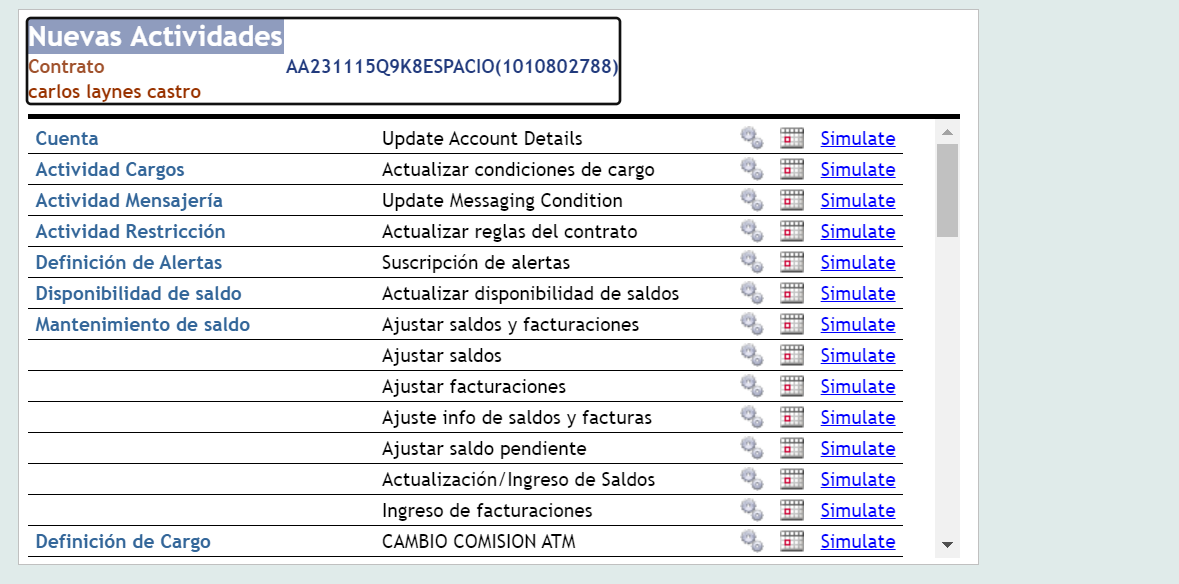 Nuevas Actividades
Contrato AA231115Q9K8ESPACIO(1010802788)
carlos laynes castro
Cuenta Update Account Details Simulate
Actividad Cargos Actualizar condiciones de cargo Simulate
Actividad Mensajería Update Messaging Condition Simulate
Actividad Restricción Actualizar reglas del contrato Simulate
Definición de Alertas Suscripción de alertas Simulate
Disponibilidad de saldo Actualizar disponibilidad de saldos Simulate
Mantenimiento de saldo Ajustar saldos y facturaciones Simulate
Ajustar saldos Simulate
Ajustar facturaciones Simulate
Ajuste info de saldos y facturas Simulate
Ajustar saldo pendiente Simulate
Actualización/Ingreso de Saldos Simulate
Ingreso de facturaciones Simulate
Definición de Cargo CAMBIO COMISION ATM Simulate